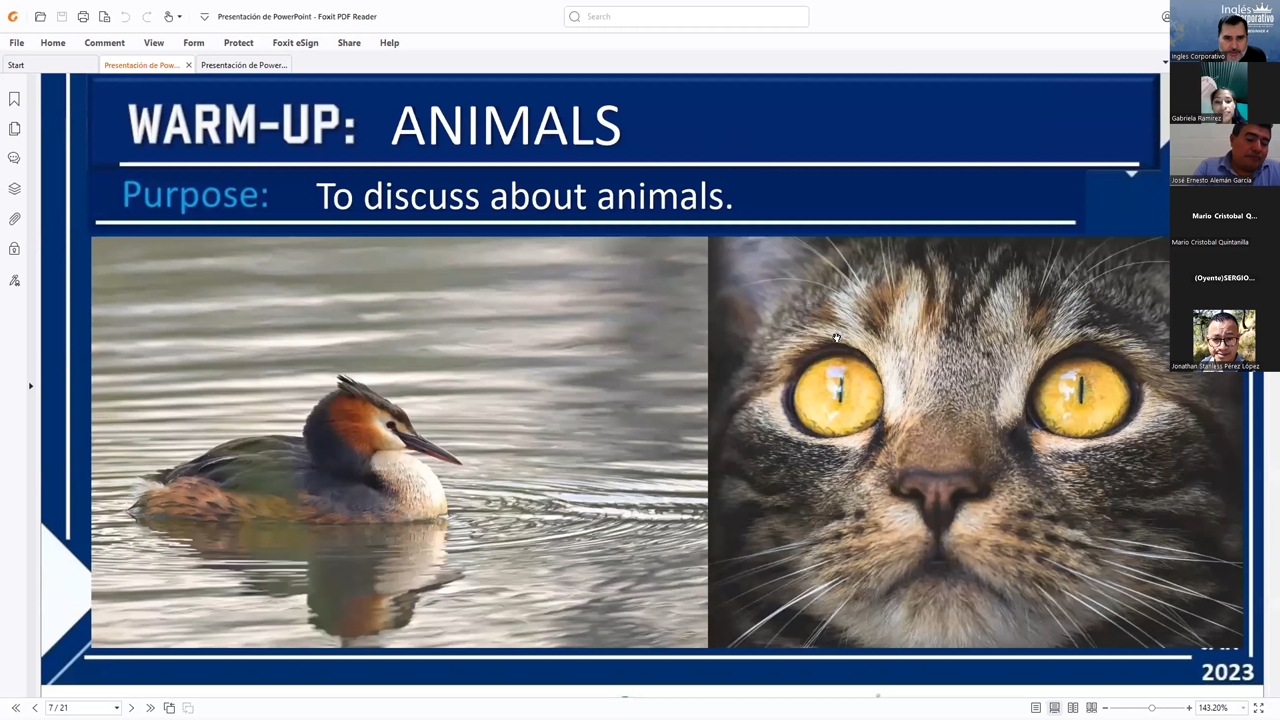 Presentación de PowerPoint - Foxit PDF Reader
Search
File Home Comment View Form Protect Foxit eSign Share Help
Start
Presentación de Pow...
Presentación de Power...
WARM-UP: ANIMALS
Purpose: To discuss about animals.
2023
7 / 21
143.20%
Inglés
Corporativo
Ingles Corporativo
Gabriela Ramírez
José Ernesto Alemán García
Mario Cristobal Q...
Mario Cristobal Quintanilla
(Oyente)SERGIO...
Jonathan Stanless Pérez López